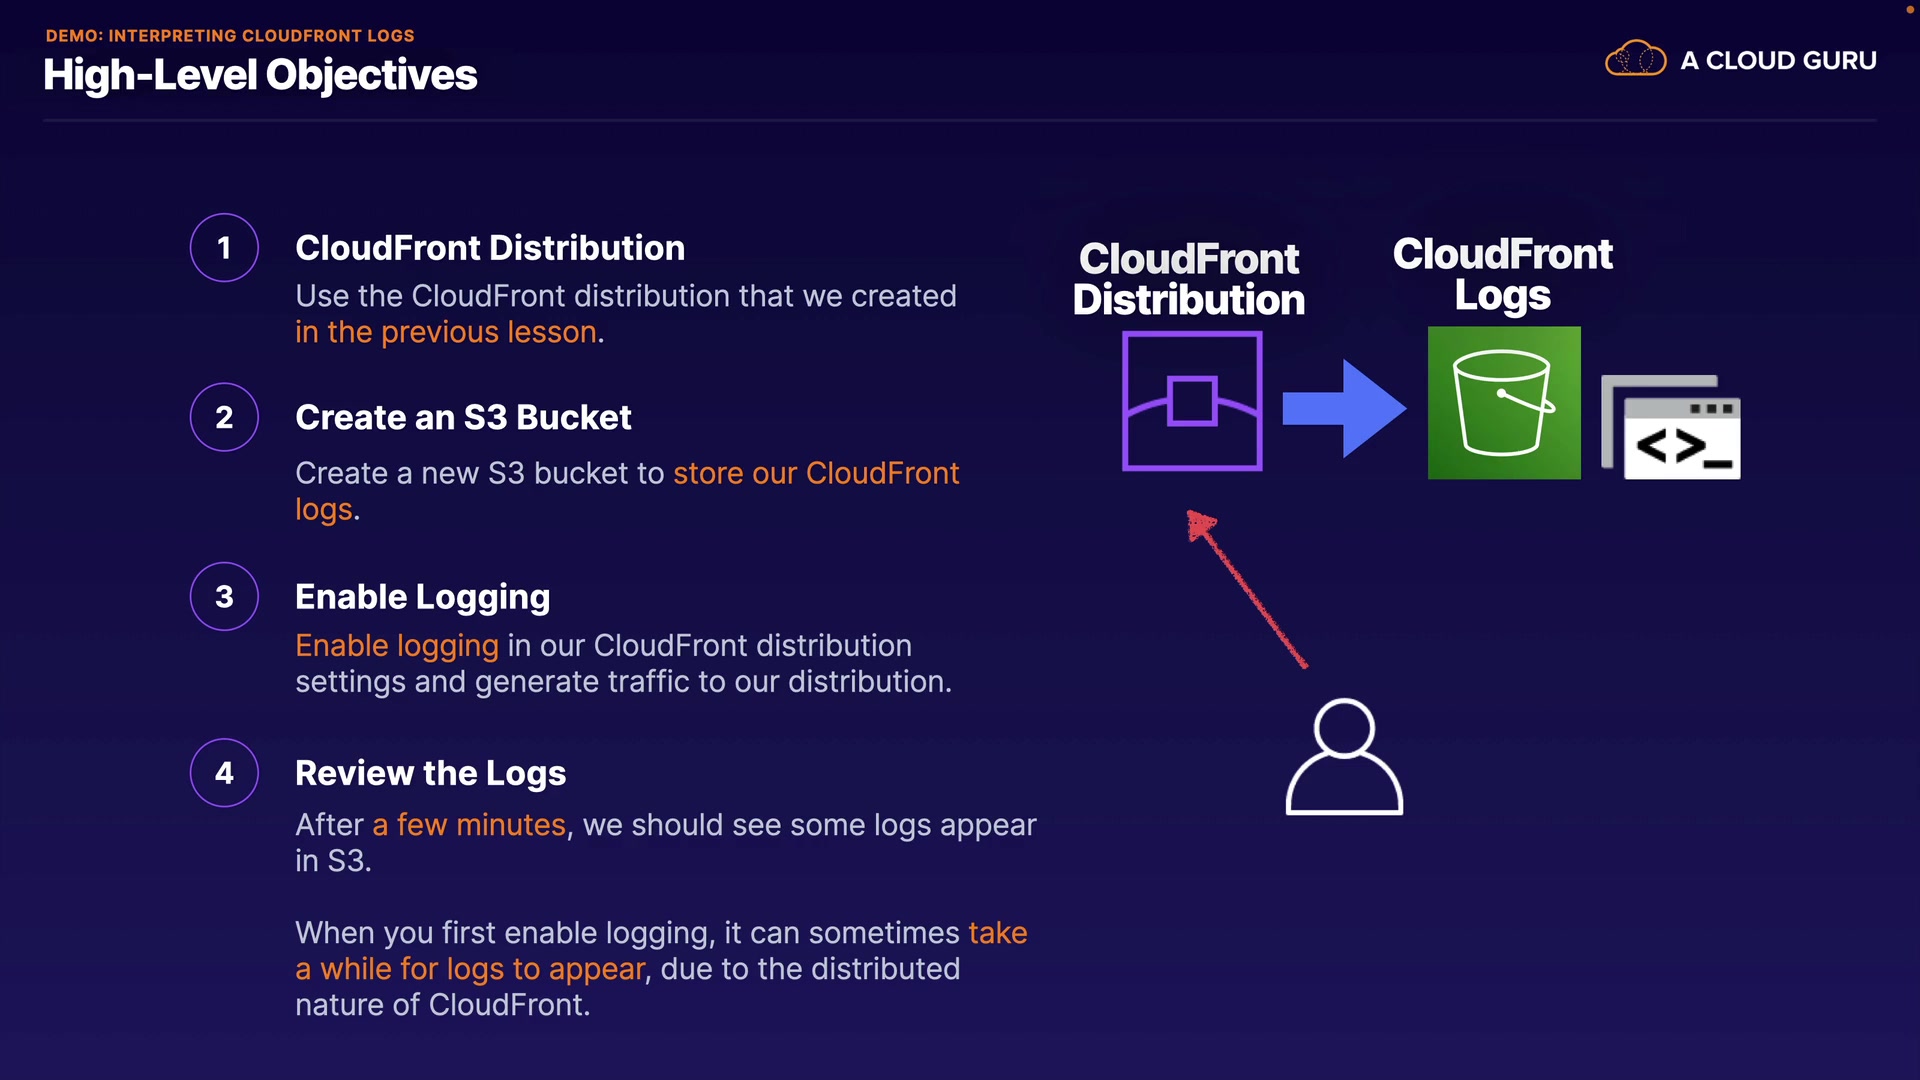 DEMO: INTERPRETING CLOUDFRONT LOGS
High-Level Objectives
A CLOUD GURU
1
CloudFront Distribution
Use the CloudFront distribution that we created
in the previous lesson.
2
Create an S3 Bucket
Create a new S3 bucket to store our CloudFront
logs.
3
Enable Logging
Enable logging in our CloudFront distribution
settings and generate traffic to our distribution.
4
Review the Logs
After a few minutes, we should see some logs appear
in S3.
When you first enable logging, it can sometimes take
a while for logs to appear, due to the distributed
nature of CloudFront.
CloudFront
Distribution
CloudFront
Logs
<>_